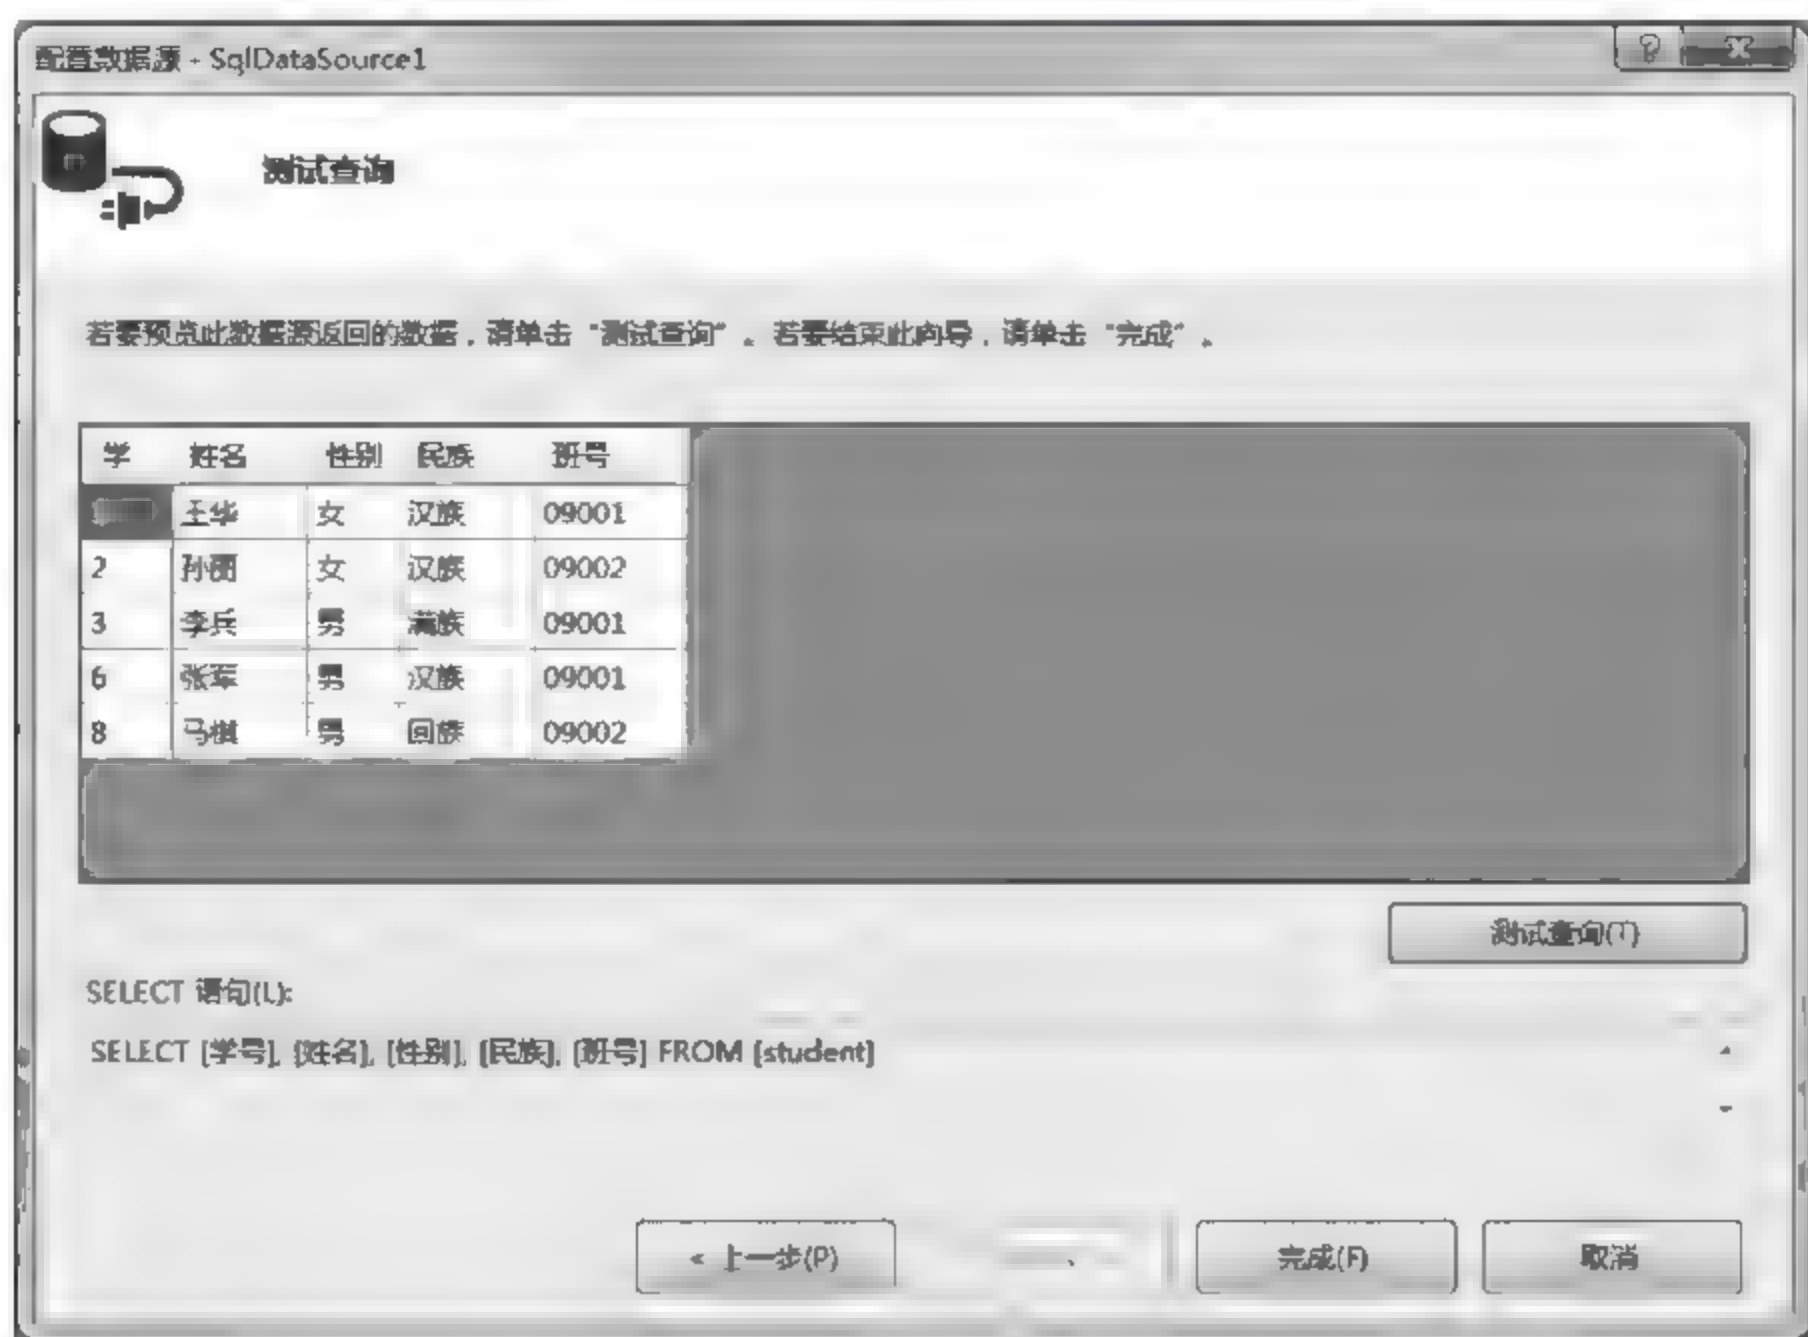 配置数据源 - SqlDataSource1
测试查询
若要预览此数据源返回的数据，请单击“测试查询”。若要结束此向导，请单击“完成”。
学 姓名 性别 民族 班号
王华 女 汉族 09001
2 孙丽 女 汉族 09002
3 李兵 男 满族 09001
6 张军 男 汉族 09001
8 马棋 男 回族 09002
测试查询(T)
SELECT 语句(L):
SELECT [学号], [姓名], [性别], [民族], [班号] FROM [student]
< 上一步(P)
完成(F)
取消